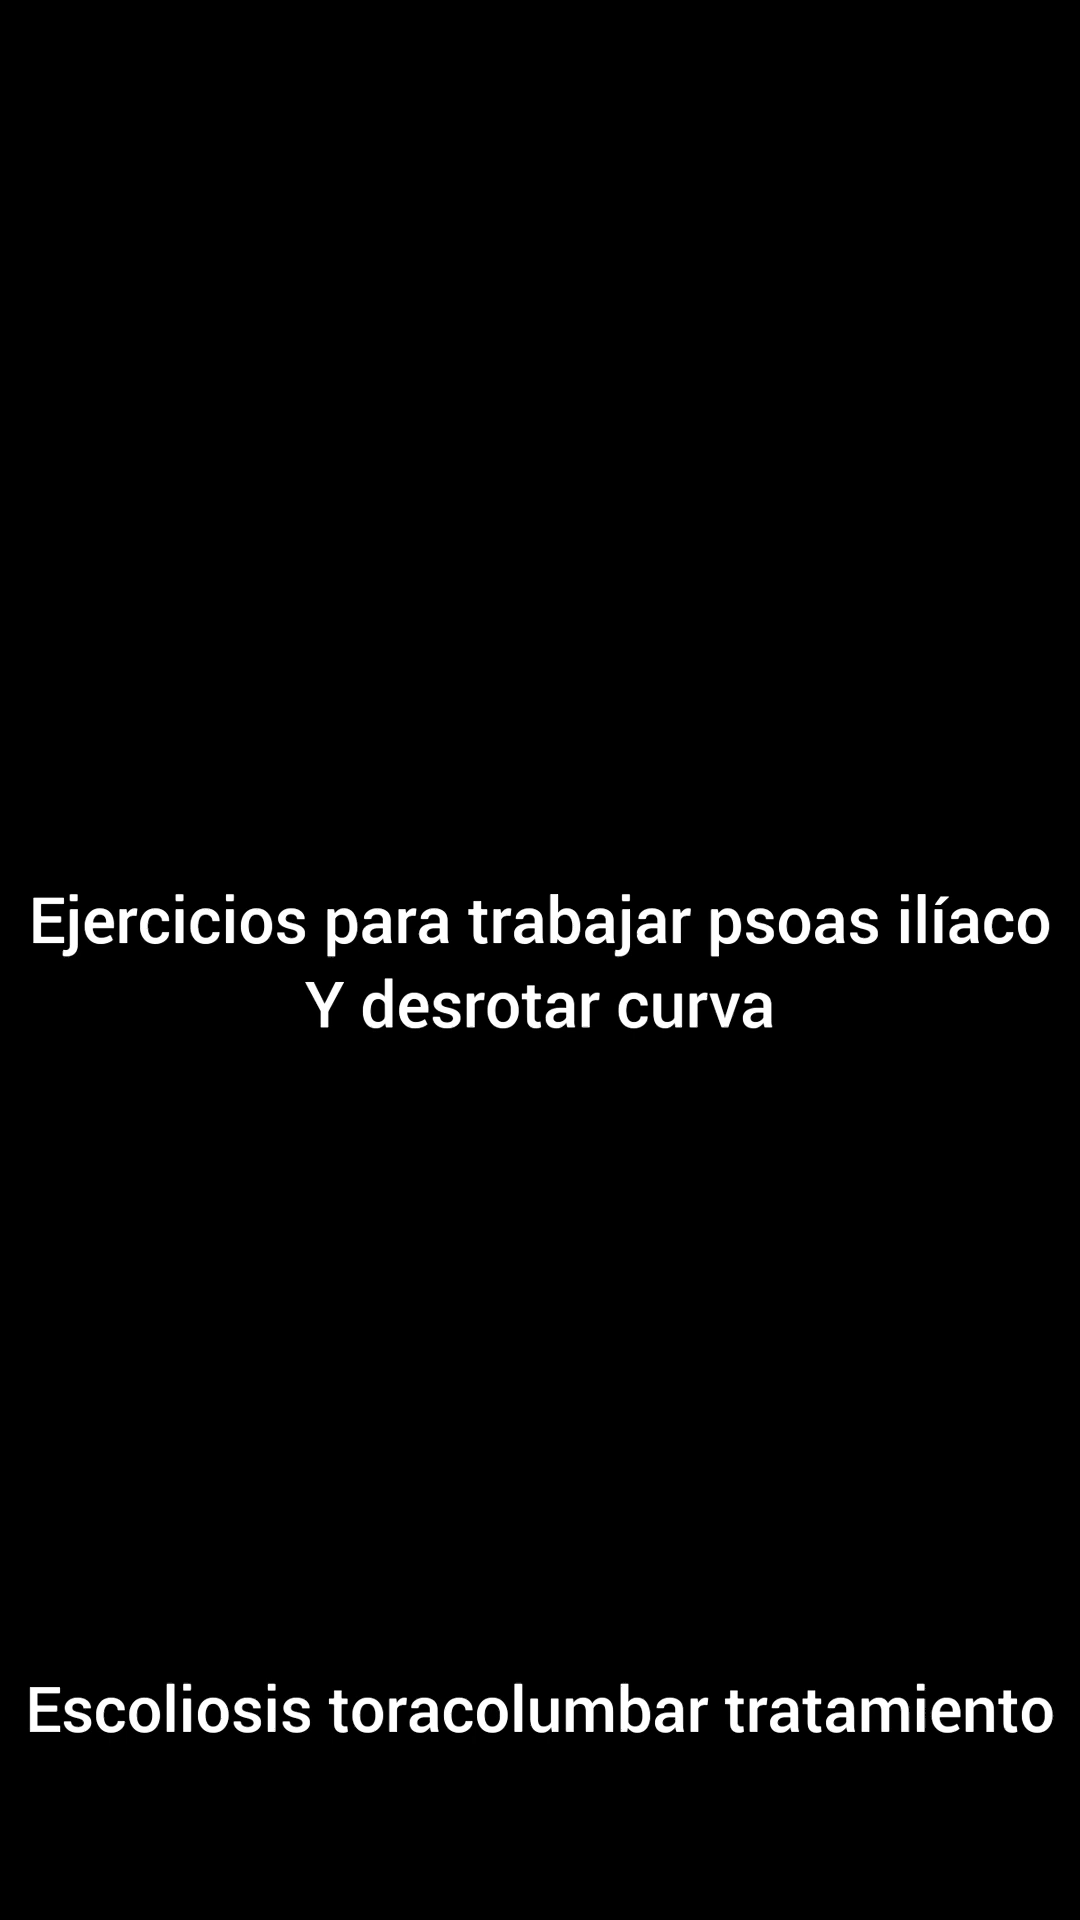 Ejercicios para trabajar psoas ilíaco
Y desrotar curva
Escoliosis toracolumbar tratamiento